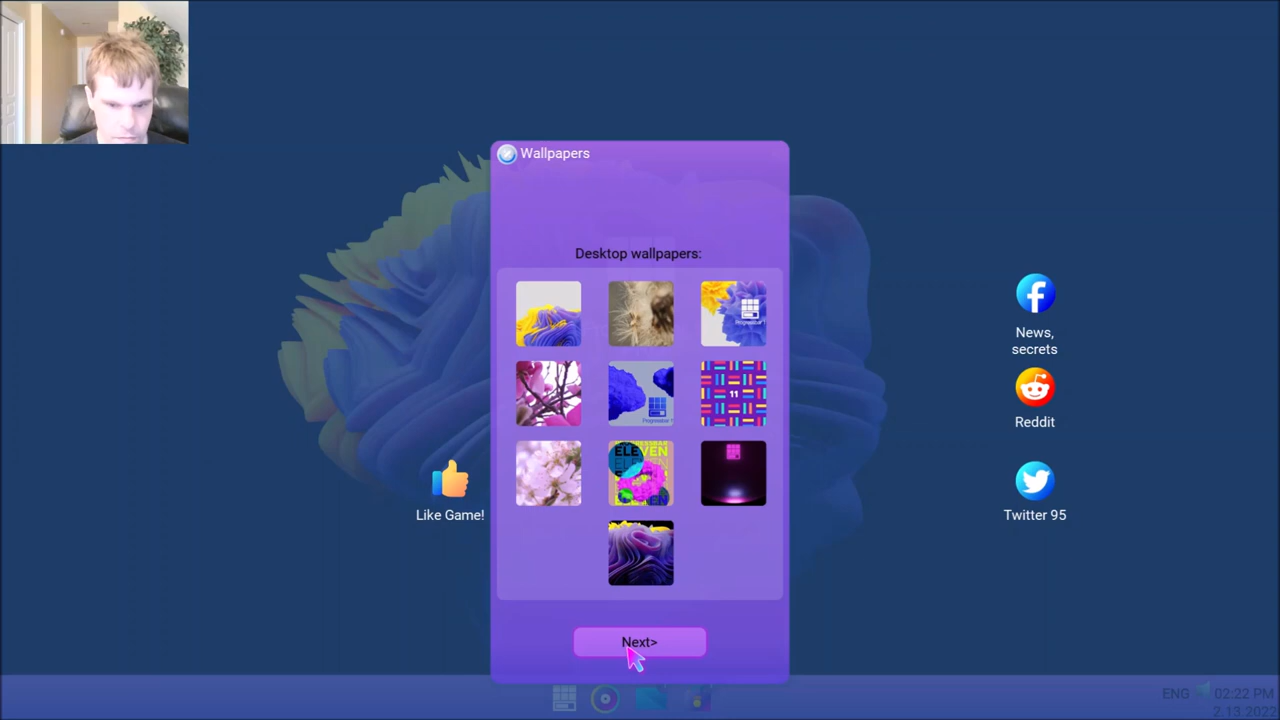 Wallpapers
Desktop wallpapers:
11
ELEVEN
News,
secrets
Reddit
Like Game!
Twitter 95
Next>
ENG 02:22 PM